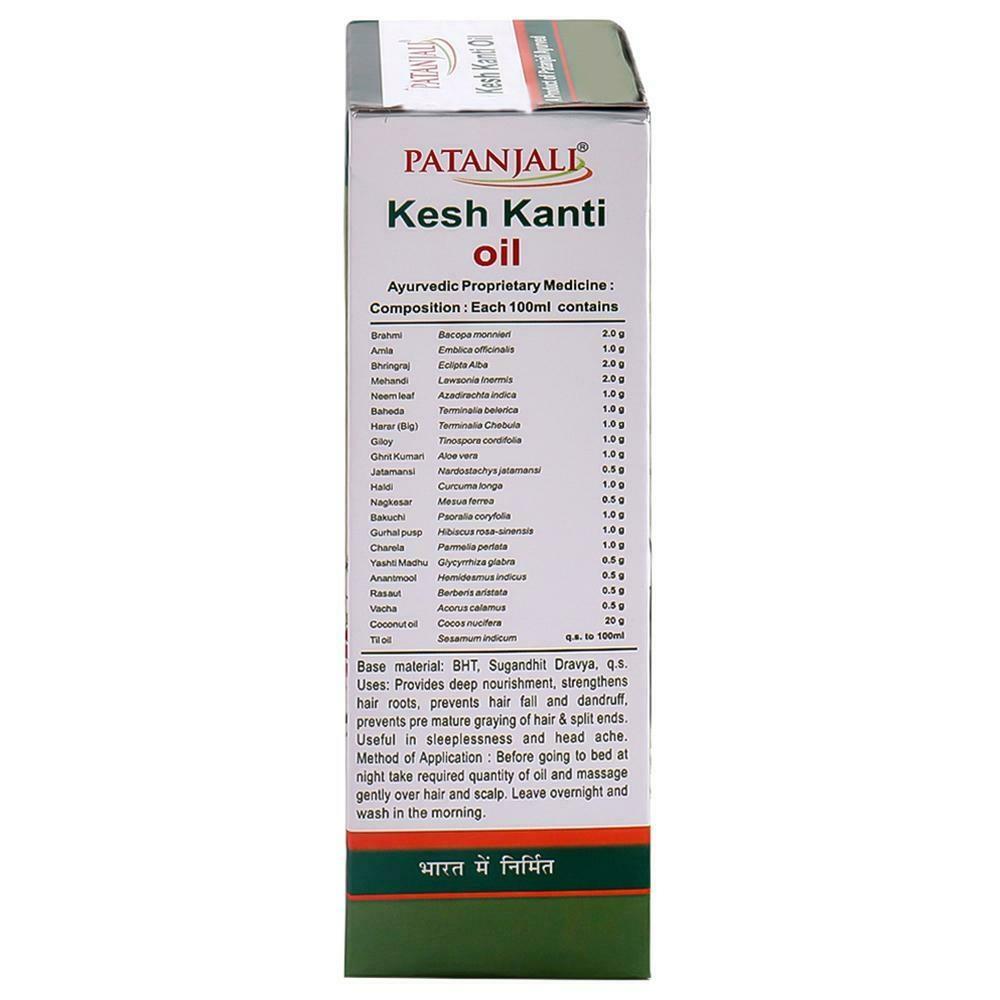 PATANJALI®
Kesh Kanti Oil
A Product of Patanjali Ayurved
PATANJALI®
Kesh Kanti
oil
Ayurvedic Proprietary Medicine :
Composition : Each 100ml contains
Brahmi Bacopa monnieri 2.0 g
Amla Emblica officinalis 1.0 g
Bhringraj Eclipta Alba 2.0 g
Mehandi Lawsonia Inermis 2.0 g
Neem leaf Azadirachta indica 1.0 g
Baheda Terminalia belerica 1.0 g
Harar (Big) Terminalia Chebula 1.0 g
Giloy Tinospora cordifolia 1.0 g
Ghrit Kumari Aloe vera 1.0 g
Jatamansi Nardostachys jatamansi 0.5 g
Haldi Curcuma longa 1.0 g
Nagkesar Mesua ferrea 0.5 g
Bakuchi Psoralia coryfolia 1.0 g
Gurhal pusp Hibiscus rosa-sinensis 1.0 g
Charela Parmelia perlata 1.0 g
Yashti Madhu Glycyrrhiza glabra 0.5 g
Anantmool Hemidesmus indicus 0.5 g
Rasaut Berberis aristata 0.5 g
Vacha Acorus calamus 0.5 g
Coconut oil Cocos nucifera 20 g
Til oil Sesamum indicum q.s. to 100ml
Base material: BHT, Sugandhit Dravya, q.s.
Uses: Provides deep nourishment, strengthens
hair roots, prevents hair fall and dandruff,
prevents pre mature graying of hair & split ends.
Useful in sleeplessness and head ache.
Method of Application : Before going to bed at
night take required quantity of oil and massage
gently over hair and scalp. Leave overnight and
wash in the morning.
भारत में निर्मित